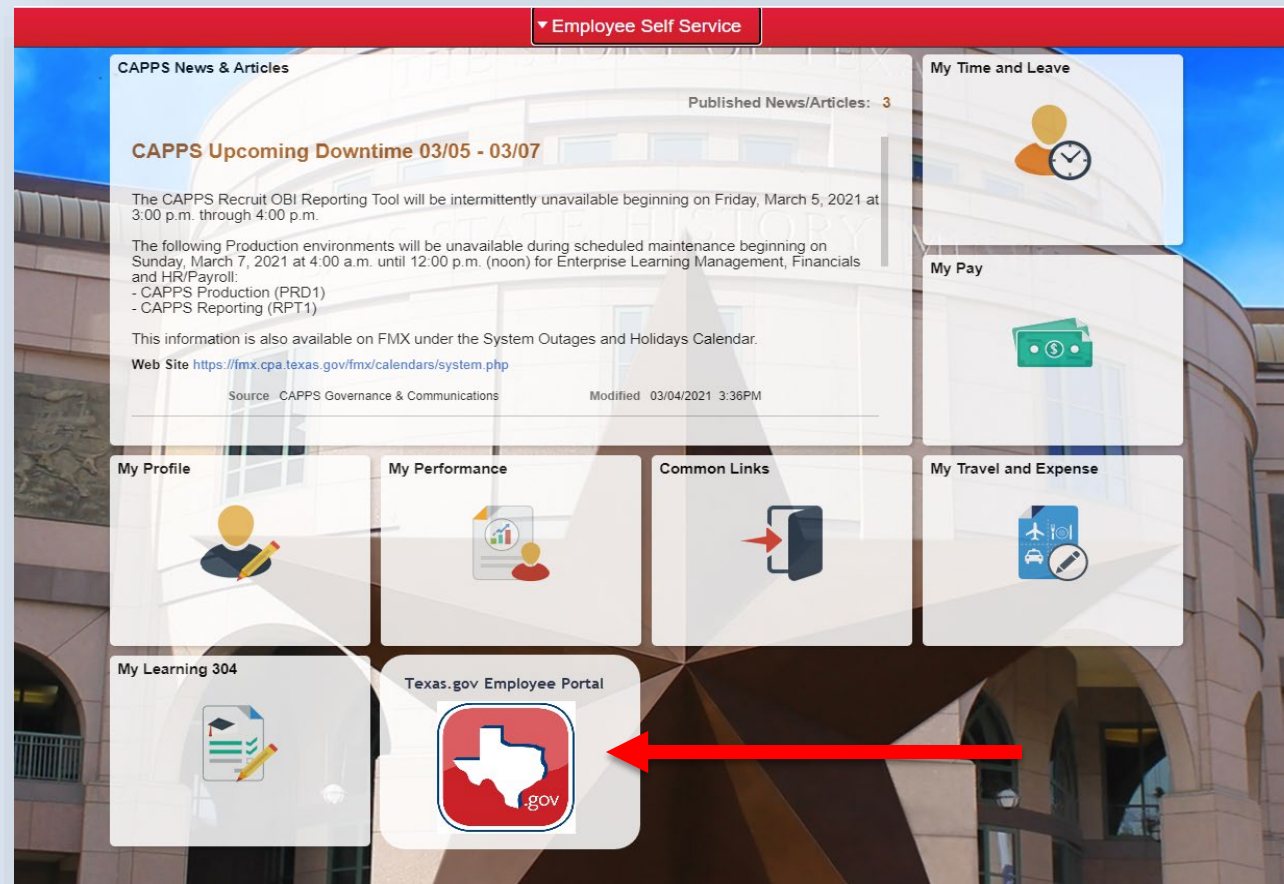 Employee Self Service
CAPPS News & Articles
Published News/Articles: 3
CAPPS Upcoming Downtime 03/05 - 03/07
The CAPPS Recruit OBI Reporting Tool will be intermittently unavailable beginning on Friday, March 5, 2021 at
3:00 p.m. through 4:00 p.m.
The following Production environments will be unavailable during scheduled maintenance beginning on
Sunday, March 7, 2021 at 4:00 a.m. until 12:00 p.m. (noon) for Enterprise Learning Management, Financials
and HR/Payroll:
- CAPPS Production (PRD1)
- CAPPS Reporting (RPT1)
This information is also available on FMX under the System Outages and Holidays Calendar.
Web Site https://fmx.cpa.texas.gov/fmx/calendars/system.php
Source CAPPS Governance & Communications Modified 03/04/2021 3:36PM
My Time and Leave
My Pay
My Profile
My Performance
Common Links
My Travel and Expense
My Learning 304
Texas.gov Employee Portal
.gov
THE STORY OF TEXA
STATE HISTORY